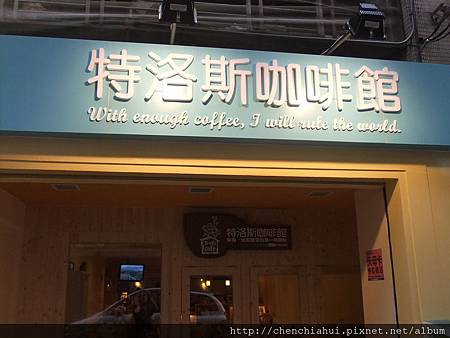 特洛斯咖啡館
With enough coffee, I will rule the world.
特洛斯咖啡館
http://chenchiahui.pixnet.net/album